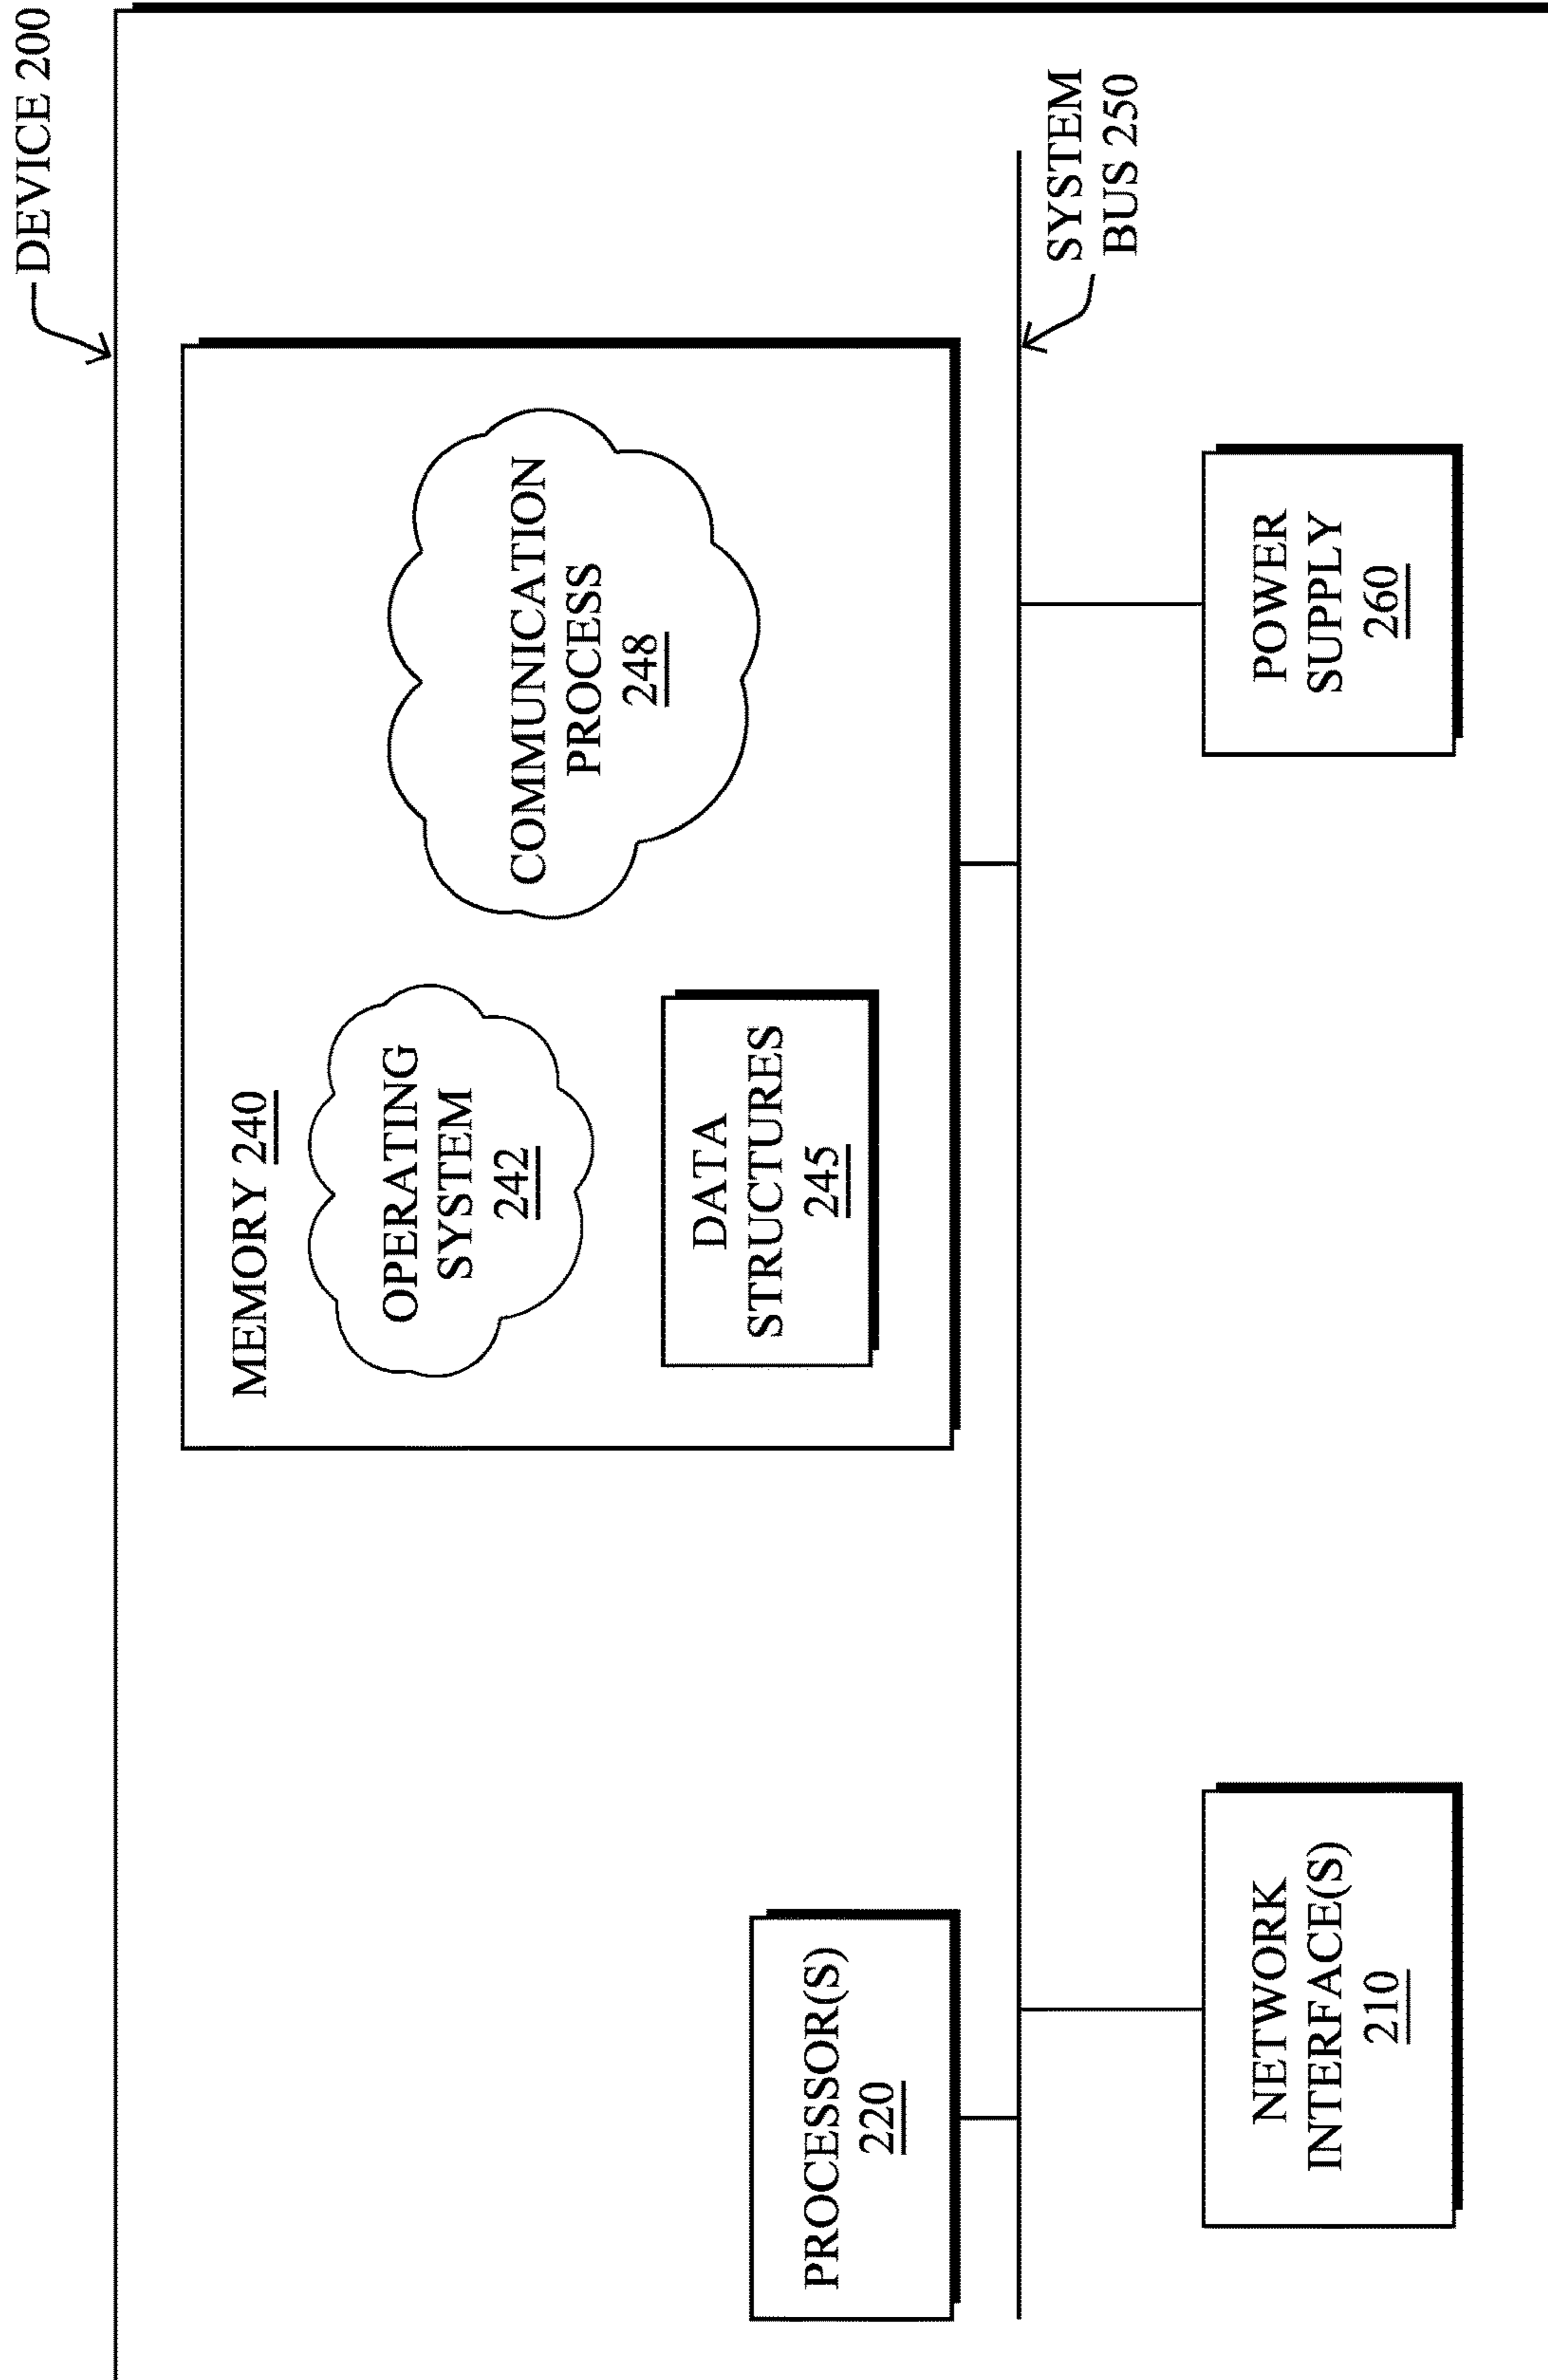 DEVICE 200
MEMORY 240
OPERATING
SYSTEM
242
DATA
STRUCTURES
245
COMMUNICATION
PROCESS
248
PROCESSOR(S)
220
SYSTEM
BUS 250
NETWORK
INTERFACE(S)
210
POWER
SUPPLY
260